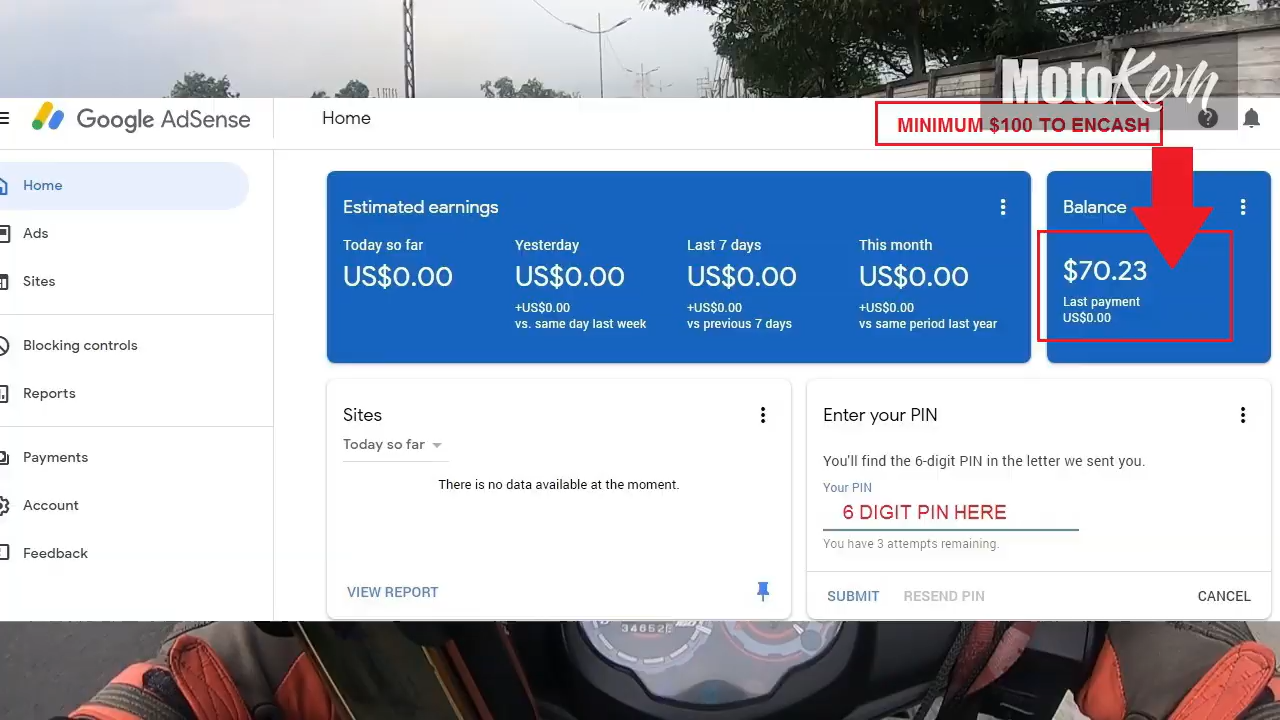 MotoKevn
Google AdSense
Home
MINIMUM $100 TO ENCASH
Home
Ads
Sites
Blocking controls
Reports
Payments
Account
Feedback
Estimated earnings
Today so far
US$0.00
Yesterday
US$0.00
+US$0.00
vs. same day last week
Last 7 days
US$0.00
+US$0.00
vs previous 7 days
This month
US$0.00
+US$0.00
vs same period last year
Balance
$70.23
Last payment
US$0.00
Sites
Today so far
There is no data available at the moment.
VIEW REPORT
Enter your PIN
You'll find the 6-digit PIN in the letter we sent you.
Your PIN
6 DIGIT PIN HERE
You have 3 attempts remaining.
SUBMIT RESEND PIN CANCEL